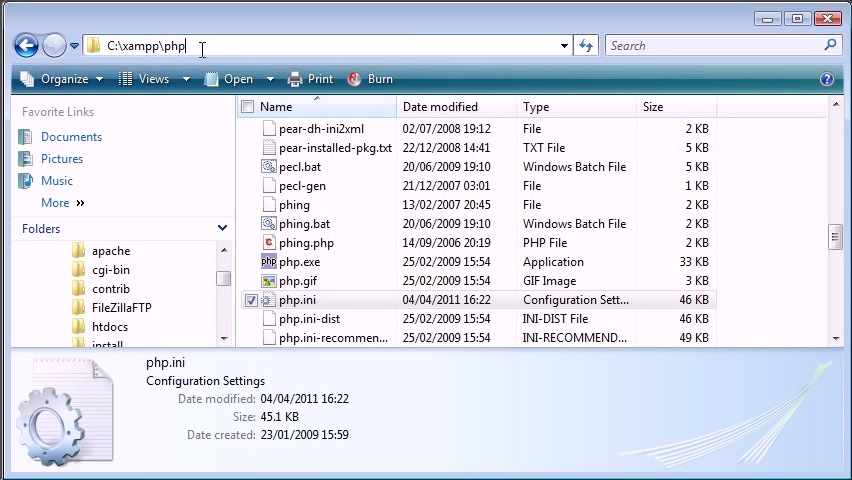 C:\xampp\php
Search
Organize Views Open Print Burn
Favorite Links
Documents
Pictures
Music
More »
Folders
apache
cgi-bin
contrib
FileZillaFTP
htdocs
install
Name Date modified Type Size
pear-dh-ini2xml 02/07/2008 19:12 File 2 KB
pear-installed-pkg.txt 22/12/2008 14:41 TXT File 5 KB
pecl.bat 20/06/2009 19:10 Windows Batch File 5 KB
pecl-gen 21/12/2007 03:01 File 1 KB
phing 13/02/2007 20:45 File 2 KB
phing.bat 20/06/2009 19:10 Windows Batch File 2 KB
phing.php 14/09/2006 20:19 PHP File 2 KB
php php.exe 25/02/2009 15:54 Application 33 KB
php.gif 25/02/2009 15:54 GIF Image 3 KB
php.ini 04/04/2011 16:22 Configuration Sett... 46 KB
php.ini-dist 25/02/2009 15:54 INI-DIST File 46 KB
php.ini-recommen... 25/02/2009 15:54 INI-RECOMMEND... 49 KB
php.ini
Configuration Settings
Date modified: 04/04/2011 16:22
Size: 45.1 KB
Date created: 23/01/2009 15:59